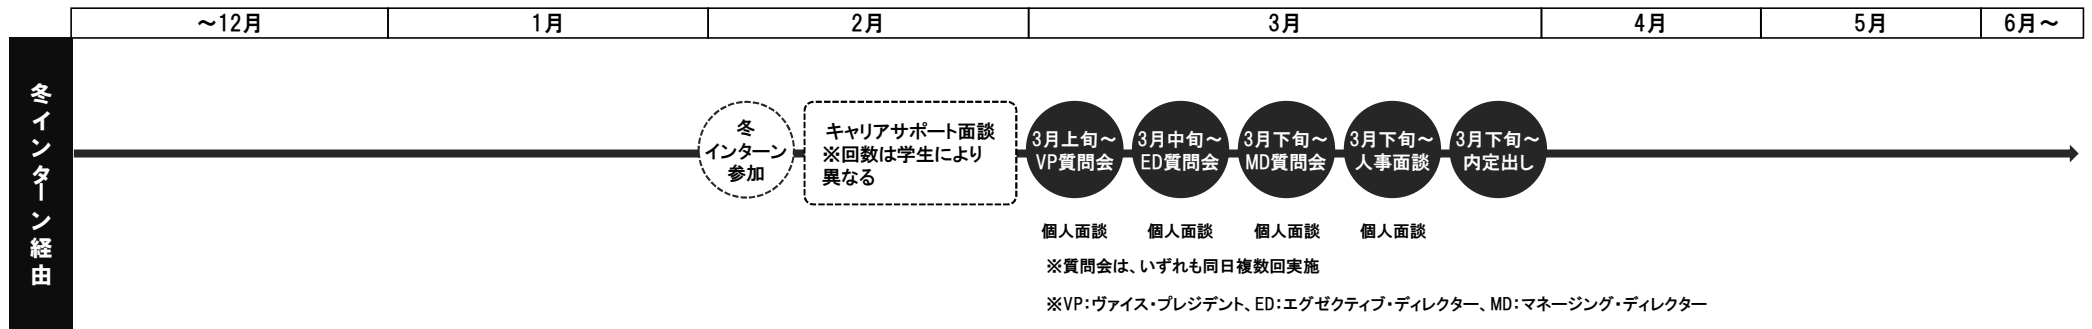 ～12月
1月
2月
3月
4月
5月
6月～
冬インターン経由
冬
インターン
参加
キャリアサポート面談
※回数は学生により
異なる
3月上旬～
VP質問会
3月中旬～
ED質問会
3月下旬～
MD質問会
3月下旬～
人事面談
3月下旬～
内定出し
個人面談
個人面談
個人面談
個人面談
※質問会は、いずれも同日複数回実施
※VP：ヴァイス・プレジデント、ED：エグゼクティブ・ディレクター、MD：マネージング・ディレクター